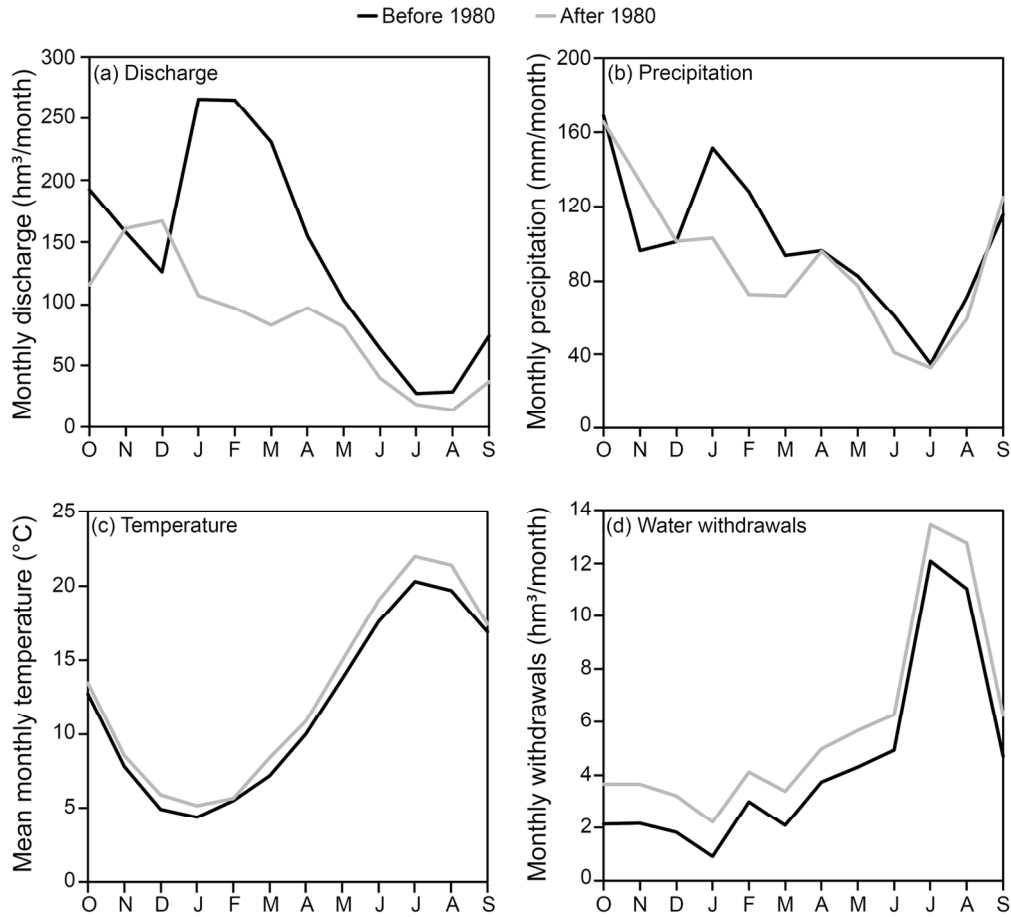 Before 1980 After 1980
(a) Discharge
Monthly discharge (hm³/month)
300
250
200
150
100
50
0
O N D J F M A M J J A S
(b) Precipitation
Monthly precipitation (mm/month)
200
160
120
80
40
0
O N D J F M A M J J A S
(c) Temperature
Mean monthly temperature (°C)
25
20
15
10
5
0
O N D J F M A M J J A S
(d) Water withdrawals
Monthly withdrawals (hm³/month)
14
12
10
8
6
4
2
0
O N D J F M A M J J A S